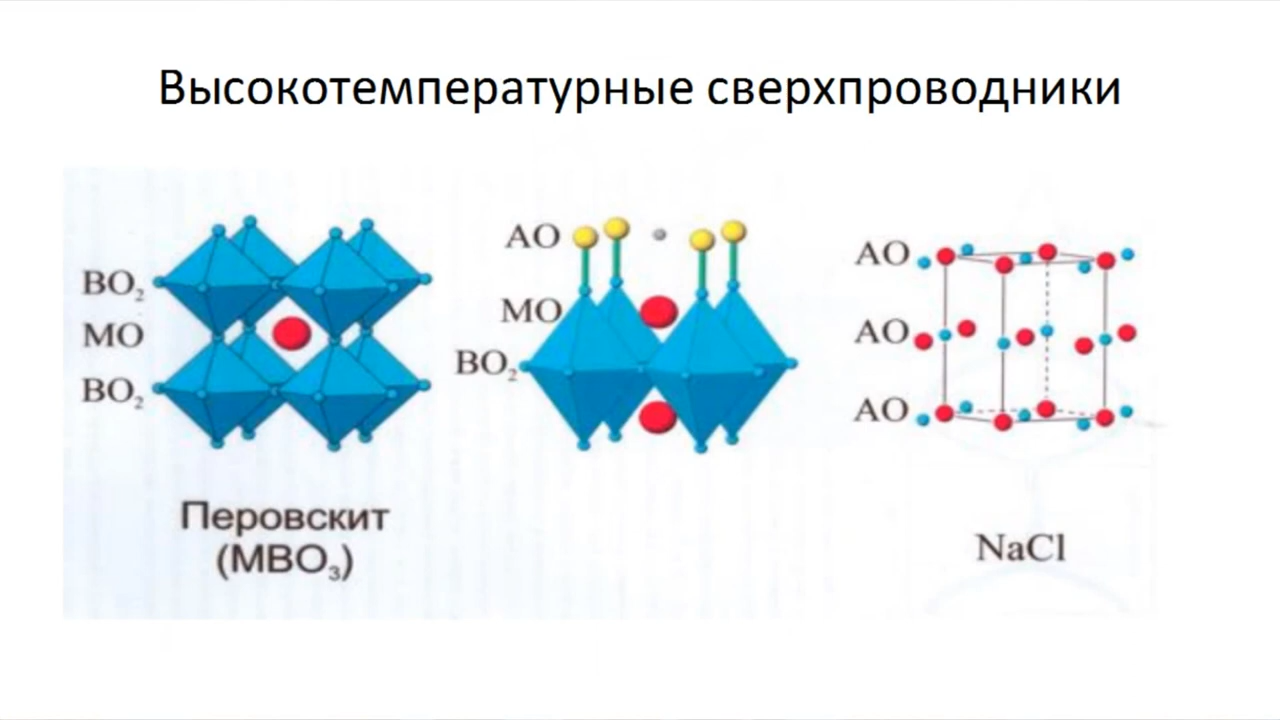 Высокотемпературные сверхпроводники
BO₂
MO
BO₂
Перовскит
(MBO₃)
AO
MO
BO₂
AO
AO
AO
NaCl